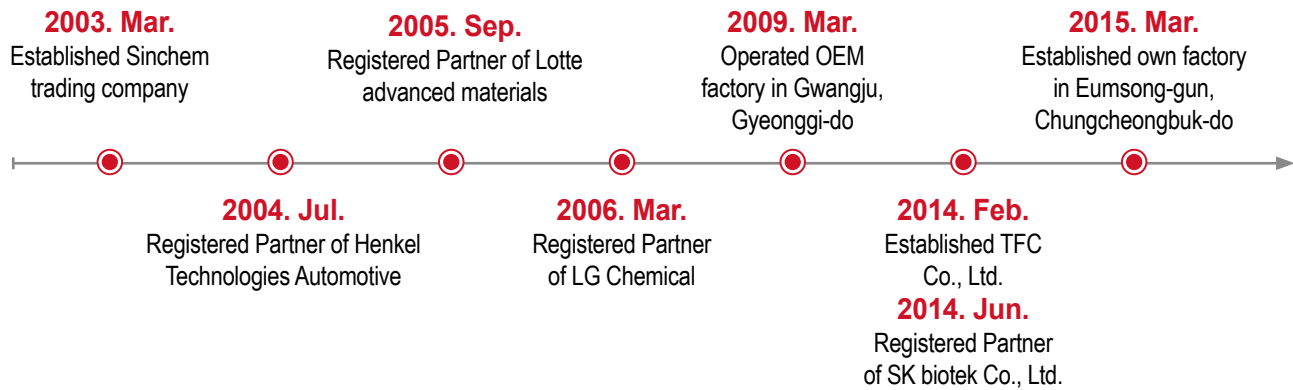 2003. Mar.
Established Sinchem
trading company
2004. Jul.
Registered Partner of Henkel
Technologies Automotive
2005. Sep.
Registered Partner of Lotte
advanced materials
2006. Mar.
Registered Partner
of LG Chemical
2009. Mar.
Operated OEM
factory in Gwangju,
Gyeonggi-do
2014. Feb.
Established TFC
Co., Ltd.
2014. Jun.
Registered Partner
of SK biotek Co., Ltd.
2015. Mar.
Established own factory
in Eumsong-gun,
Chungcheongbuk-do